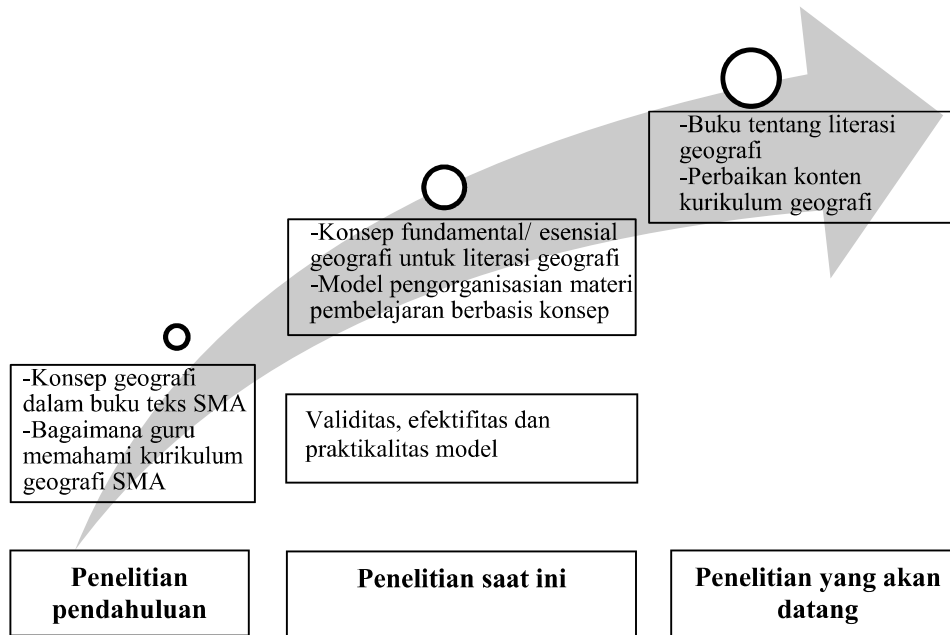 -Buku tentang literasi
geografi
-Perbaikan konten
kurikulum geografi
-Konsep fundamental/ esensial
geografi untuk literasi geografi
-Model pengorganisasian materi
pembelajaran berbasis konsep
-Konsep geografi
dalam buku teks SMA
-Bagaimana guru
memahami kurikulum
geografi SMA
Validitas, efektifitas dan
praktikalitas model
Penelitian
pendahuluan
Penelitian saat ini
Penelitian yang akan
datang